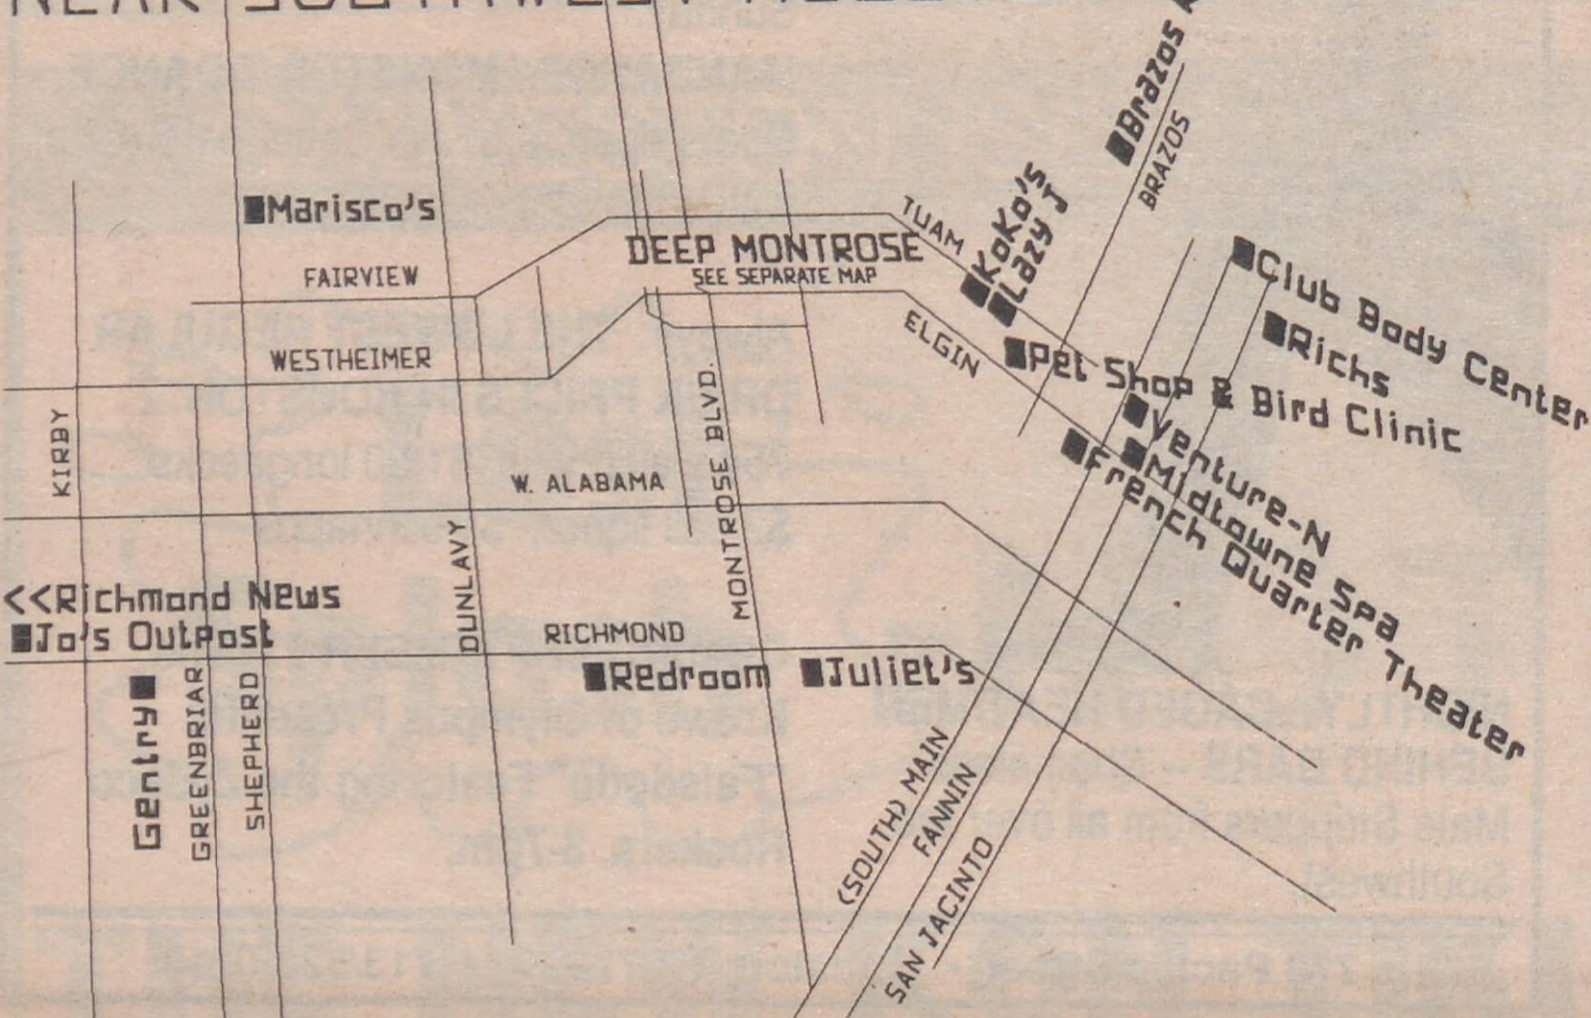 NEAR SOUTHWEST
■Brazos
BRAZOS
■Marisco's
TUAM
■KoKo's
■Lazy J
DEEP MONTROSE
SEE SEPARATE MAP
FAIRVIEW
■Club Body Center
■Richs
WESTHEIMER
ELGIN
■Pet Shop & Bird Clinic
■Venture-N
■Midtowne Spa
■French Quarter Theater
KIRBY
MONTROSE BLVD.
W. ALABAMA
DUNLAVY
<<Richmond News
■Jo's Outpost
RICHMOND
■Redroom
■Juliet's
Gentry■
GREENBRIAR
SHEPHERD
(SOUTH) MAIN
FANNIN
SAN JACINTO